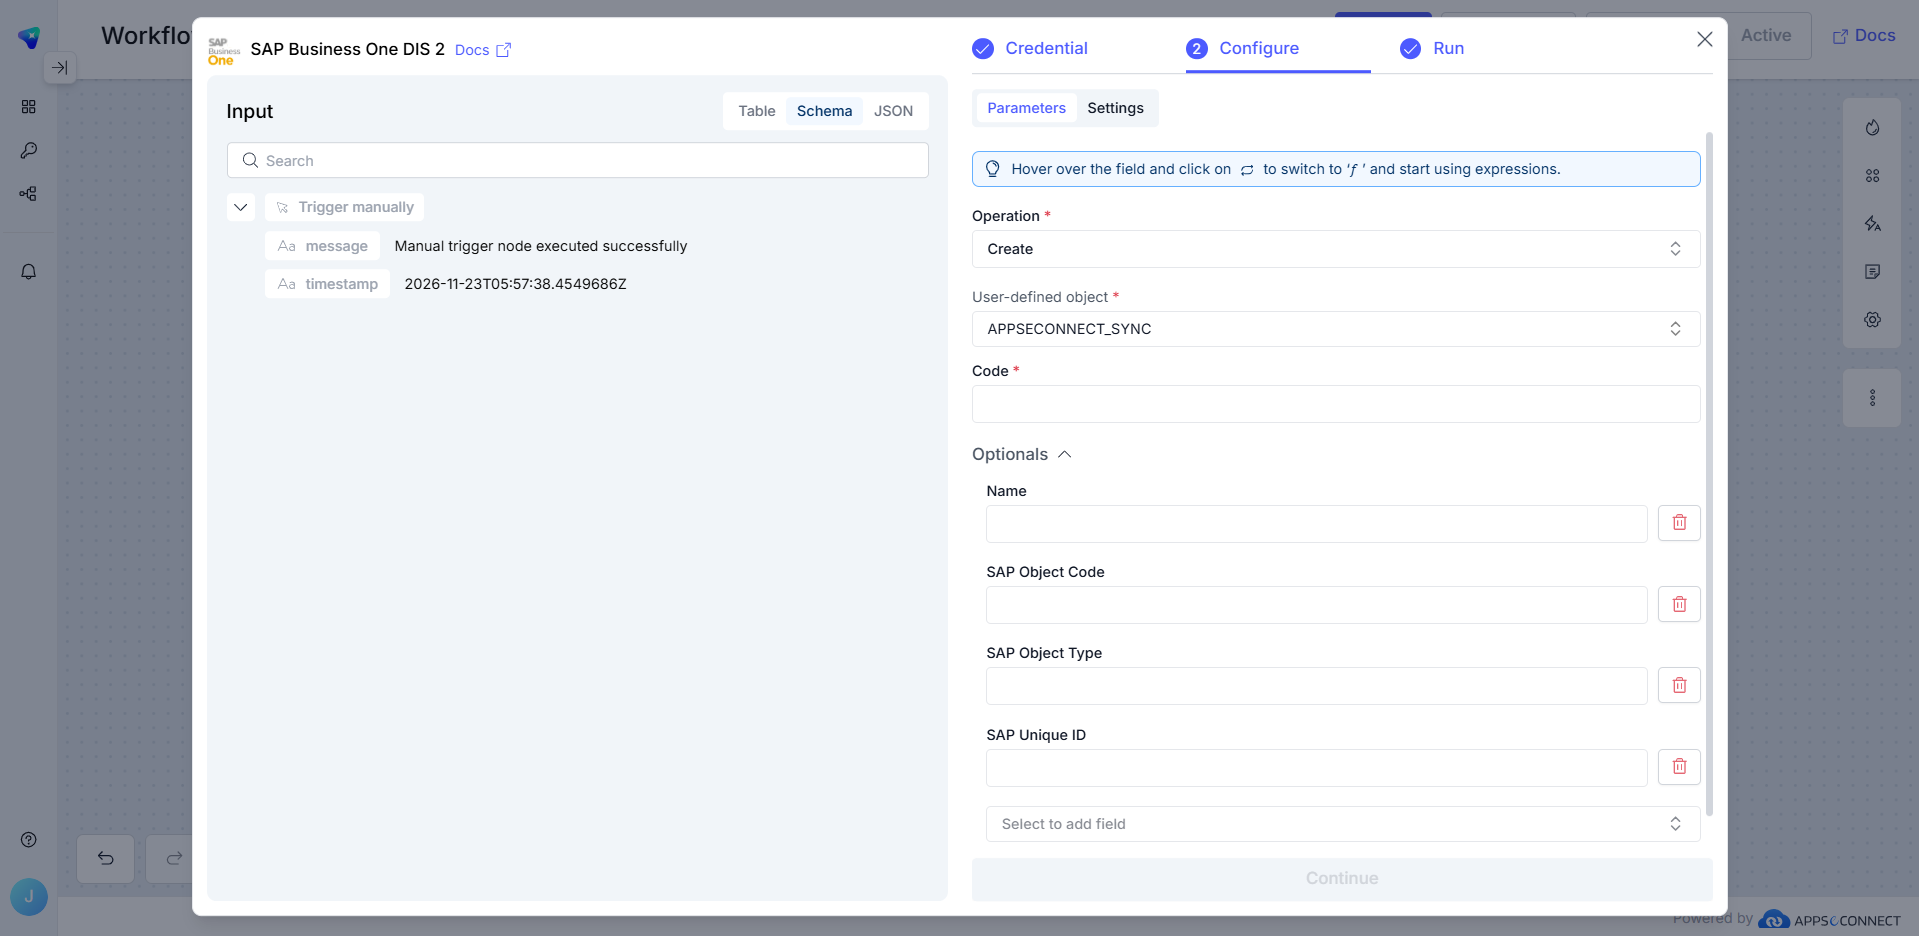 Workflo
Active
Docs
SAP
Business
One
SAP Business One DIS 2 Docs
Credential
2 Configure
Run
Input
Table Schema JSON
Search
Trigger manually
Aa message Manual trigger node executed successfully
Aa timestamp 2026-11-23T05:57:38.4549686Z
Parameters Settings
Hover over the field and click on to switch to ‘ƒ ’ and start using expressions.
Operation *
Create
User-defined object *
APPSECONNECT_SYNC
Code *
Optionals
Name
SAP Object Code
SAP Object Type
SAP Unique ID
Select to add field
Continue
J
Powered by APPSeCONNECT